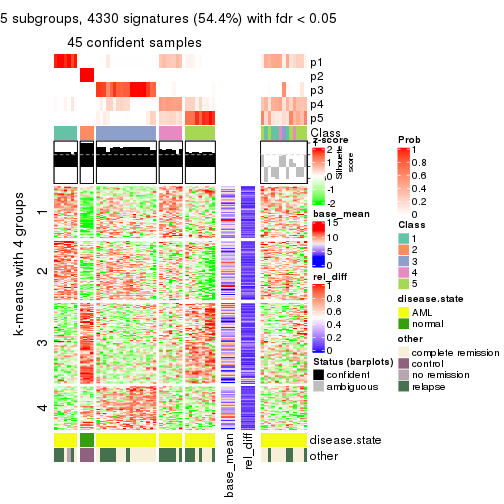 5 subgroups, 4330 signatures (54.4%) with fdr < 0.05
45 confident samples
p1
p2
p3
p4
p5
Class
k-means with 4 groups
1
2
3
4
Silhouette
score
z-score
2
1
0
-1
-2
base_mean
15
10
5
0
rel_diff
1
0.8
0.6
0.4
0.2
0
Status (barplots)
confident
ambiguous
Prob
1
0.8
0.6
0.4
0.2
0
Class
1
2
3
4
5
disease.state
AML
normal
other
complete remission
control
no remission
relapse
disease.state
other
base_mean
rel_diff